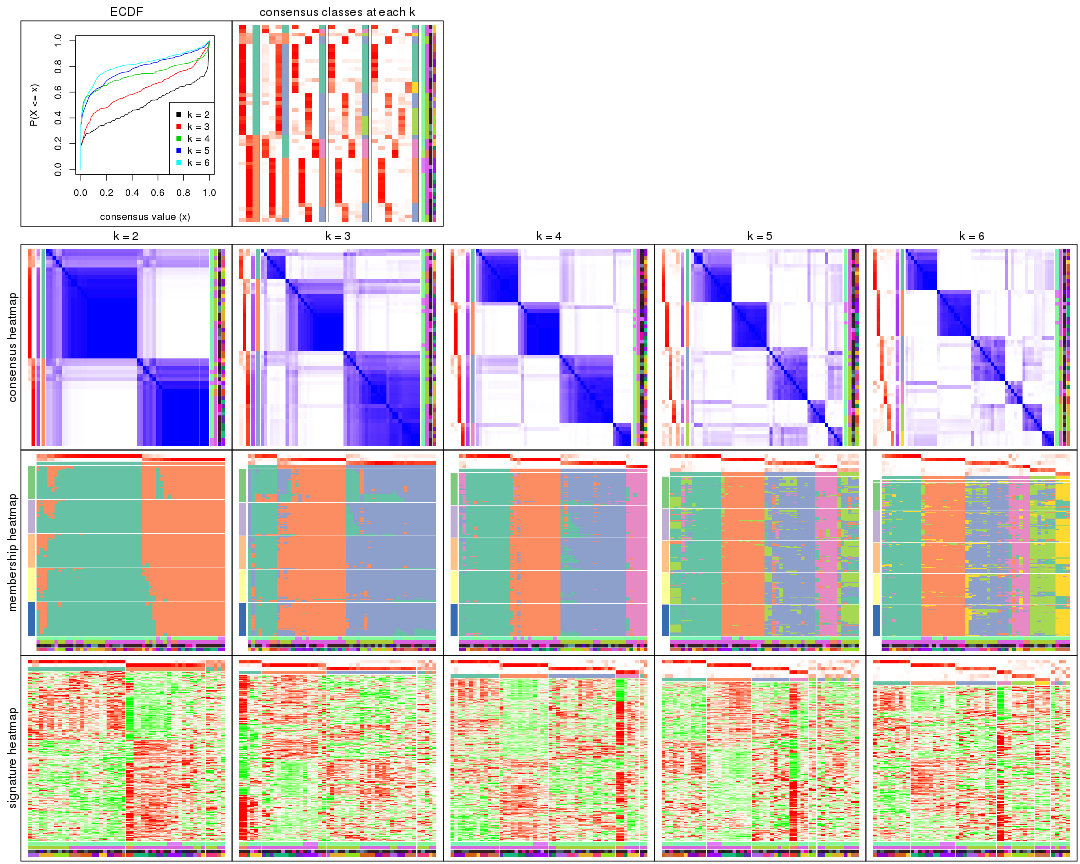 ECDF
consensus classes at each k
P(X <= x)
0.0 0.2 0.4 0.6 0.8 1.0
k = 2
k = 3
k = 4
k = 5
k = 6
0.0 0.2 0.4 0.6 0.8 1.0
consensus value (x)
k = 2
k = 3
k = 4
k = 5
k = 6
consensus heatmap
membership heatmap
signature heatmap